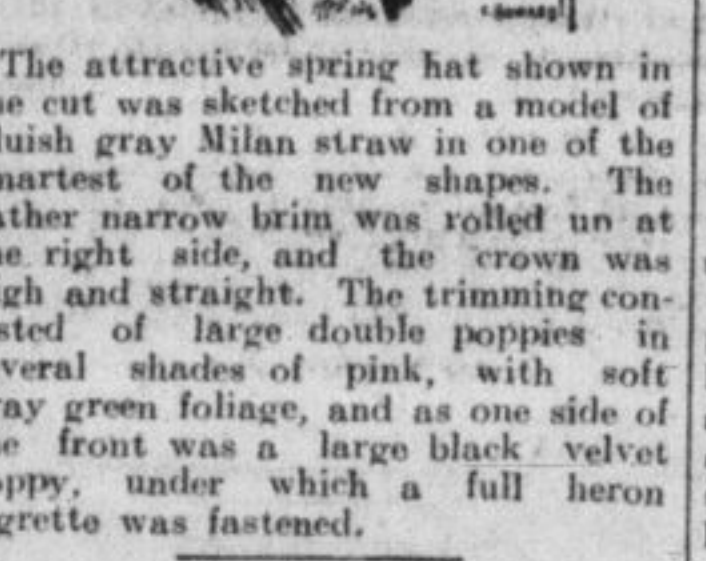 The attractive spring hat shown in
e cut was sketched from a model of
luish gray Milan straw in one of the
martest of the new shapes. The
ther narrow brim was rolled un at
e right side, and the crown was
gh and straight. The trimming con-
sted of large double poppies in
veral shades of pink, with soft
ay green foliage, and as one side of
e front was a large black velvet
ppy, under which a full heron
grette was fastened.